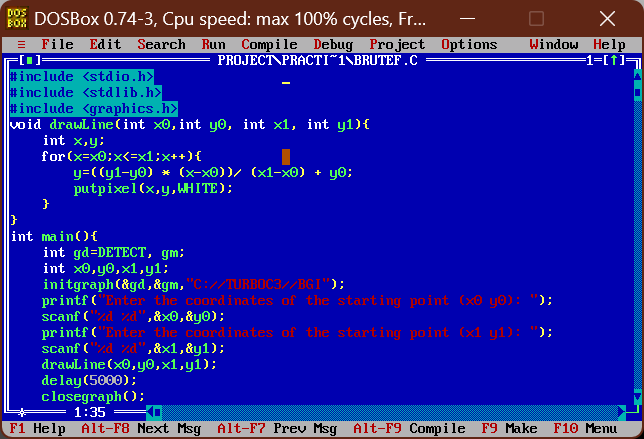 DOS BOX DOSBox 0.74-3, Cpu speed: max 100% cycles, Fr...
≡ File Edit Search Run Compile Debug Project Options Window Help
[■] PROJECT\PRACTI~1\BRUTEF.C 1=[↑]
#include <stdio.h>
#include <stdlib.h>
#include <graphics.h>
void drawLine(int x0,int y0, int x1, int y1){
    int x,y;
    for(x=x0;x<=x1;x++){
        y=((y1-y0) * (x-x0))/ (x1-x0) + y0;
        putpixel(x,y,WHITE);
    }
}
int main(){
    int gd=DETECT, gm;
    int x0,y0,x1,y1;
    initgraph(&gd,&gm,"C://TURBOC3//BGI");
    printf("Enter the coordinates of the starting point (x0 y0): ");
    scanf("%d %d",&x0,&y0);
    printf("Enter the coordinates of the starting point (x1 y1): ");
    scanf("%d %d",&x1,&y1);
    drawLine(x0,y0,x1,y1);
    delay(5000);
    closegraph();
* 1:35
F1 Help Alt-F8 Next Msg Alt-F7 Prev Msg Alt-F9 Compile F9 Make F10 Menu